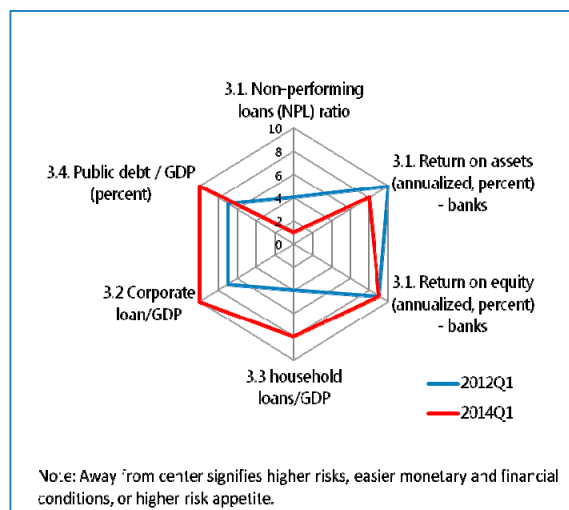 3.1. Non-performing
loans (NPL) ratio
10
8
6
4
2
0
3.4. Public debt / GDP
(percent)
3.1. Return on assets
(annualized, percent)
- banks
3.2 Corporate
loan/GDP
3.1. Return on equity
(annualized, percent)
- banks
3.3 household
loans/GDP
2012Q1
2014Q1
Note: Away from center signifies higher risks, easier monetary and financial
conditions, or higher risk appetite.